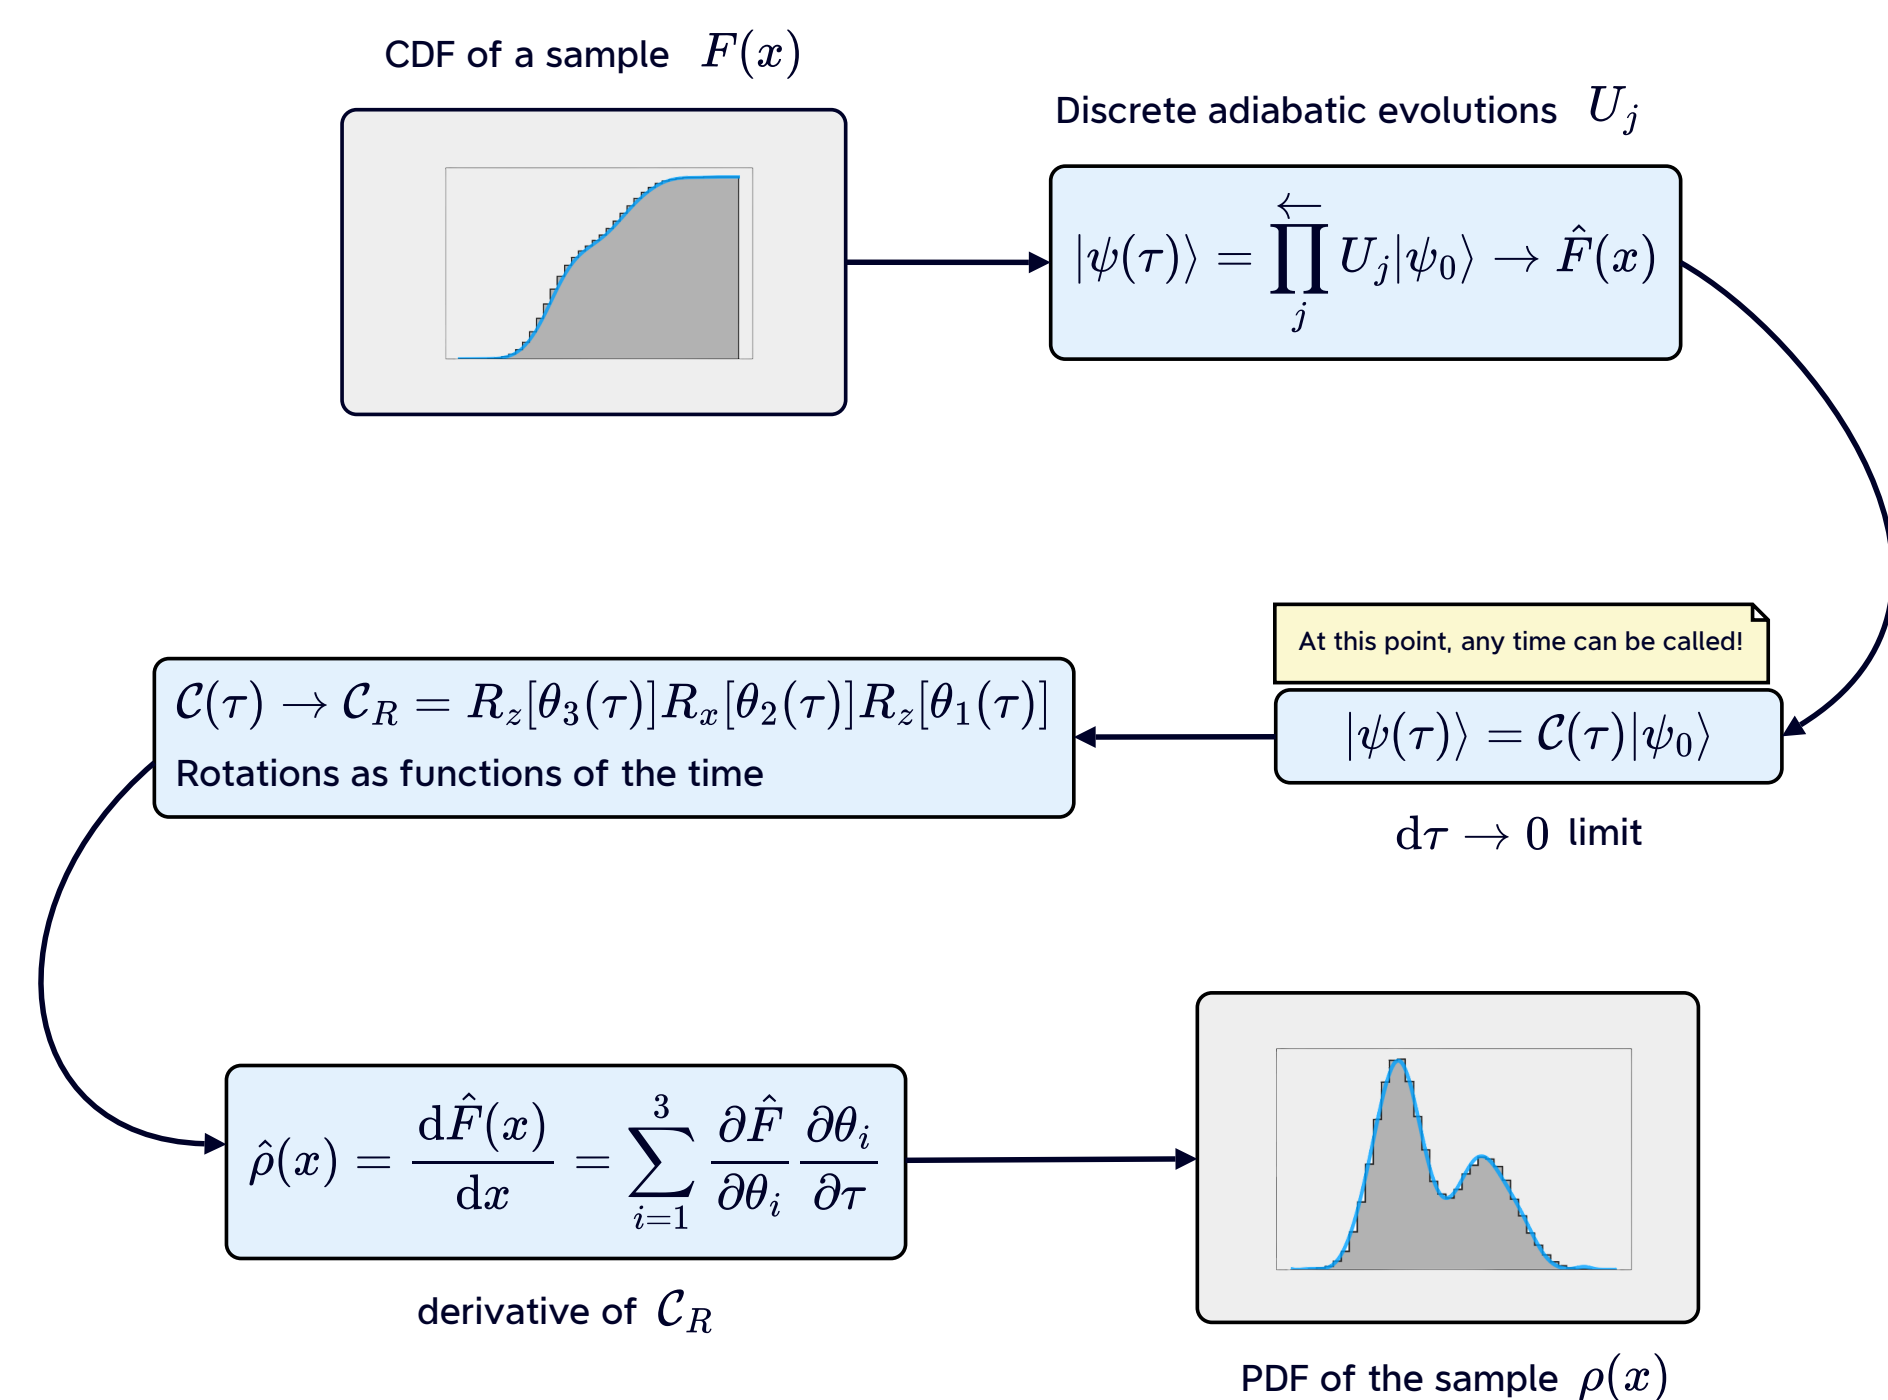 CDF of a sample F(x)
Discrete adiabatic evolutions U_j
|ψ(τ)⟩ = ∏_j^← U_j|ψ_0⟩ → F̂(x)
At this point, any time can be called!
|ψ(τ)⟩ = 𝒞(τ)|ψ_0⟩
dτ → 0 limit
𝒞(τ) → 𝒞_R = R_z[θ_3(τ)]R_x[θ_2(τ)]R_z[θ_1(τ)]
Rotations as functions of the time
ρ̂(x) = dF̂(x)/dx = ∑_{i=1}^{3} ∂F̂/∂θ_i ∂θ_i/∂τ
derivative of 𝒞_R
PDF of the sample ρ(x)